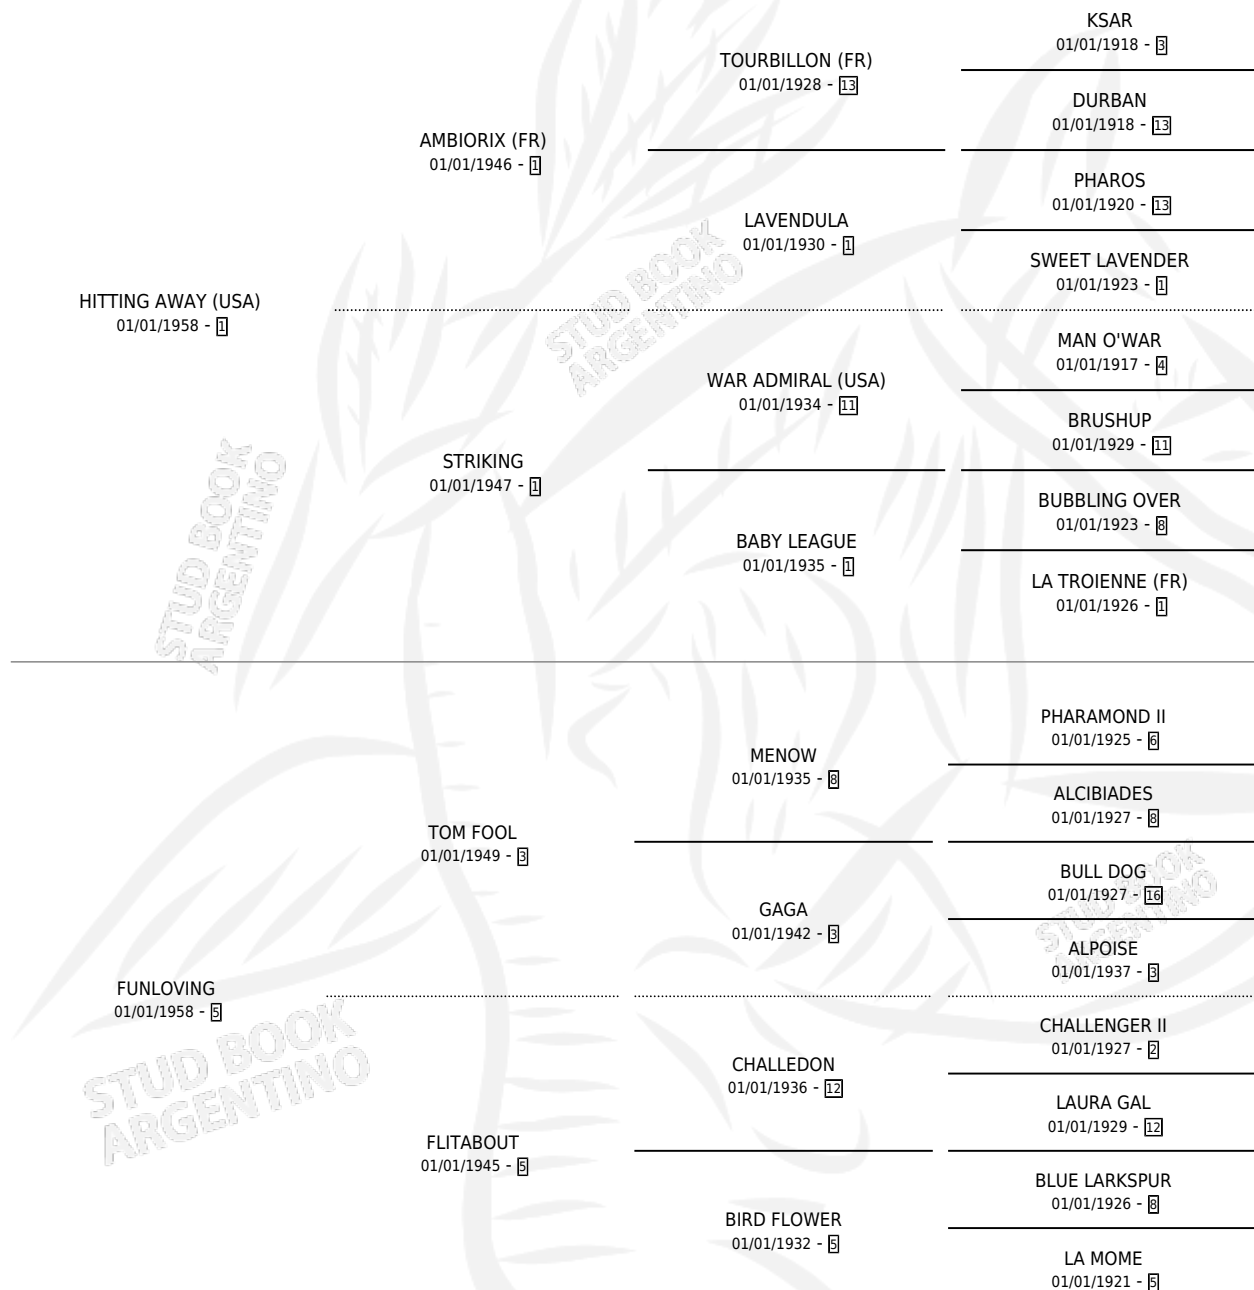 KSAR
01/01/1918 - 3
TOURBILLON (FR)
01/01/1928 - 13
DURBAN
01/01/1918 - 13
AMBIORIX (FR)
01/01/1946 - 1
PHAROS
01/01/1920 - 13
LAVENDULA
01/01/1930 - 1
SWEET LAVENDER
01/01/1923 - 1
HITTING AWAY (USA)
01/01/1958 - 1
STUD BOOK
ARGENTINO
MAN O'WAR
01/01/1917 - 4
WAR ADMIRAL (USA)
01/01/1934 - 11
BRUSHUP
01/01/1929 - 11
STRIKING
01/01/1947 - 1
BUBBLING OVER
01/01/1923 - 8
BABY LEAGUE
01/01/1935 - 1
LA TROIENNE (FR)
01/01/1926 - 1
STUD BOOK
ARGENTINO
PHARAMOND II
01/01/1925 - 6
MENOW
01/01/1935 - 8
ALCIBIADES
01/01/1927 - 8
TOM FOOL
01/01/1949 - 3
BULL DOG
01/01/1927 - 16
GAGA
01/01/1942 - 3
ALPOISE
01/01/1937 - 3
STUD BOOK
ARGENTINO
FUNLOVING
01/01/1958 - 5
CHALLENGER II
01/01/1927 - 2
CHALLEDON
01/01/1936 - 12
LAURA GAL
01/01/1929 - 12
STUD BOOK
ARGENTINO
FLITABOUT
01/01/1945 - 5
BLUE LARKSPUR
01/01/1926 - 8
BIRD FLOWER
01/01/1932 - 5
LA MOME
01/01/1921 - 5